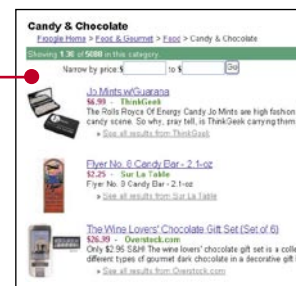 Candy & Chocolate
Froogle Home > Food & Gourmet > Food > Candy & Chocolate
Showing 1-30 of 5080 in this category.
Narrow by price: $ to $ Go
Jo Mints w/Guarana
$6.99 - ThinkGeek
The Rolls Royce Of Energy Candy Jo Mints are high fashion
candy scene. So why, pray tell, is ThinkGeek carrying them
» See all results from ThinkGeek
Flyer No. 8 Candy Bar - 2.1-oz
$2.25 - Sur La Table
Flyer No. 8 Candy Bar - 2.1-oz
» See all results from Sur La Table
The Wine Lovers' Chocolate Gift Set (Set of 6)
$26.99 - Overstock.com
Only $2.95 S&H! The wine lovers' chocolate gift set is a colle
different types of gourmet dark chocolate in a decorative gift
» See all results from Overstock.com